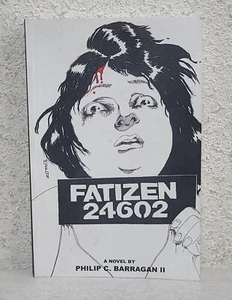 FATIZEN
24602
A NOVEL BY
PHILIP C. BARRAGAN II